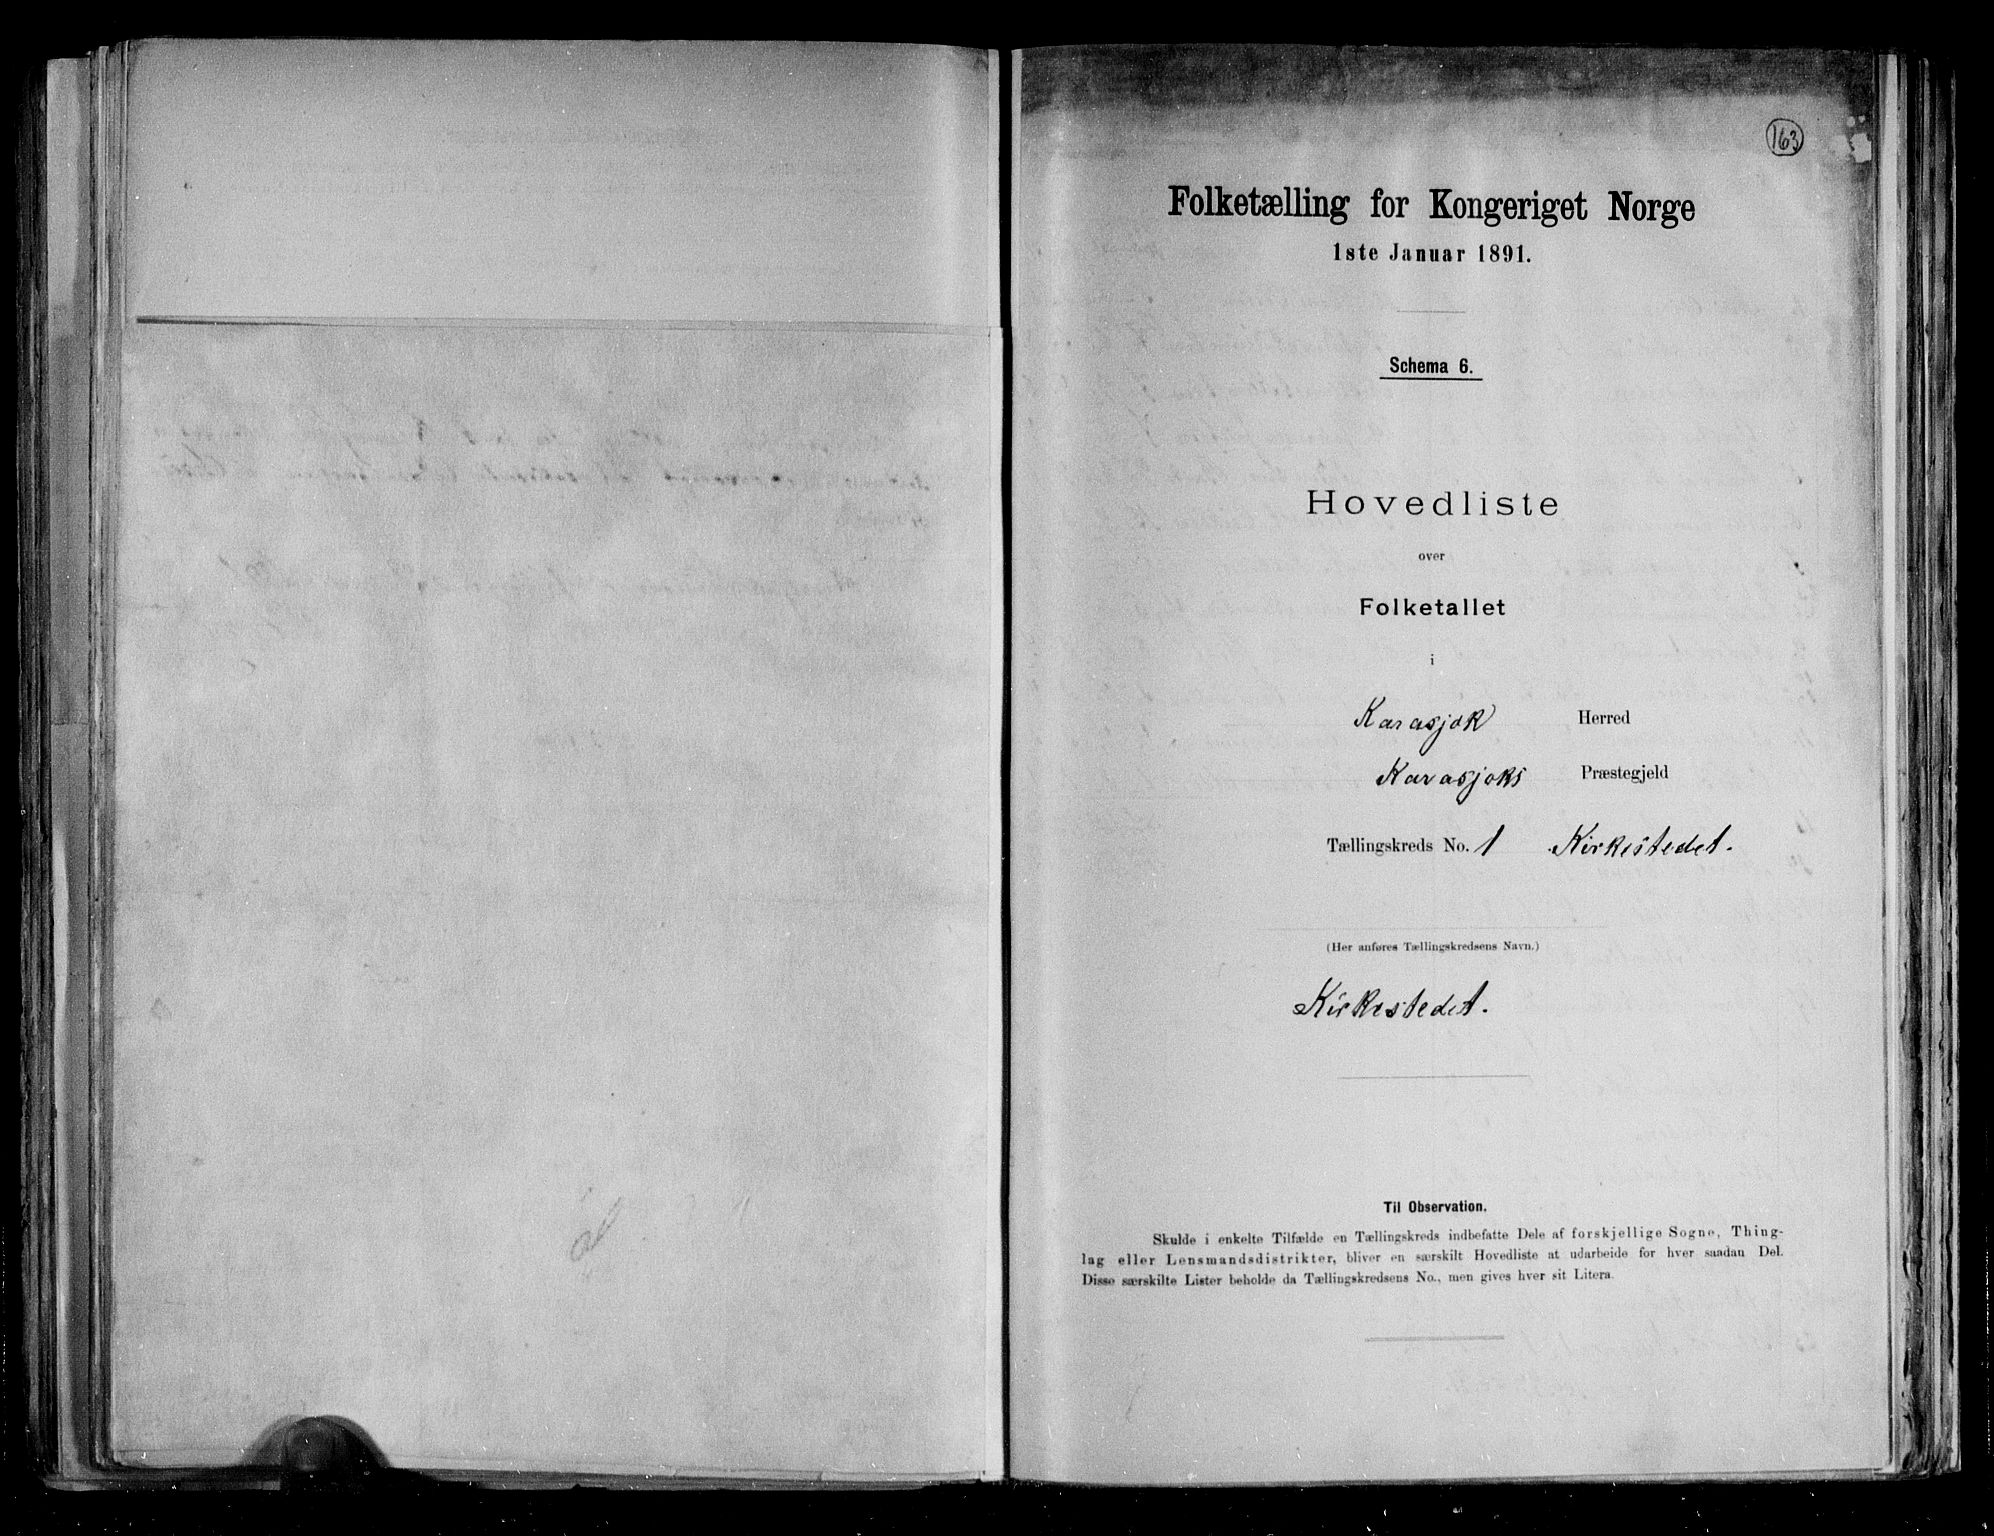 163
Folketælling for Kongeriget Norge
1ste Januar 1891.
Schema 6.
Hovedliste
over
Folketallet
i
Karasjok Herred
Karasjoks Præstegjeld
Tællingskreds No. 1 Kirkestedet.
(Her anføres Tællingskredsens Navn.)
Kirkestedet.
Til Observation.
Skulde i enkelte Tilfælde en Tællingskreds indbefatte Dele af forskjellige Sogne, Thing-
lag eller Lensmandsdistrikter, bliver en særskilt Hovedliste at udarbeide for hver saadan Del.
Disse særskilte Lister beholde da Tællingskredsens No., men gives hver sit Litera.